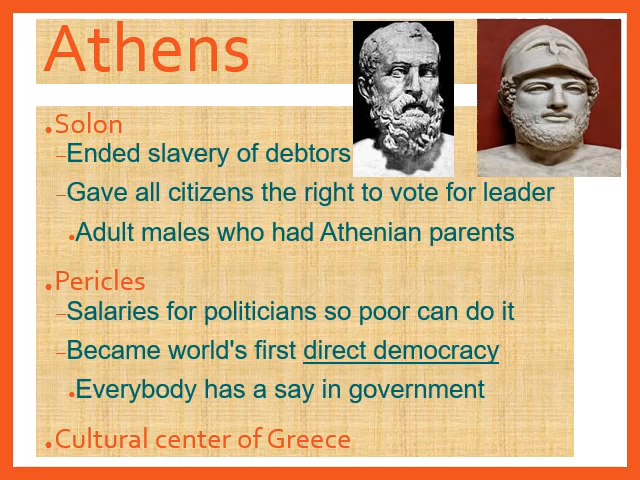 Athens
Solon
–Ended slavery of debtors
–Gave all citizens the right to vote for leader
Adult males who had Athenian parents
Pericles
–Salaries for politicians so poor can do it
–Became world's first direct democracy
Everybody has a say in government
Cultural center of Greece